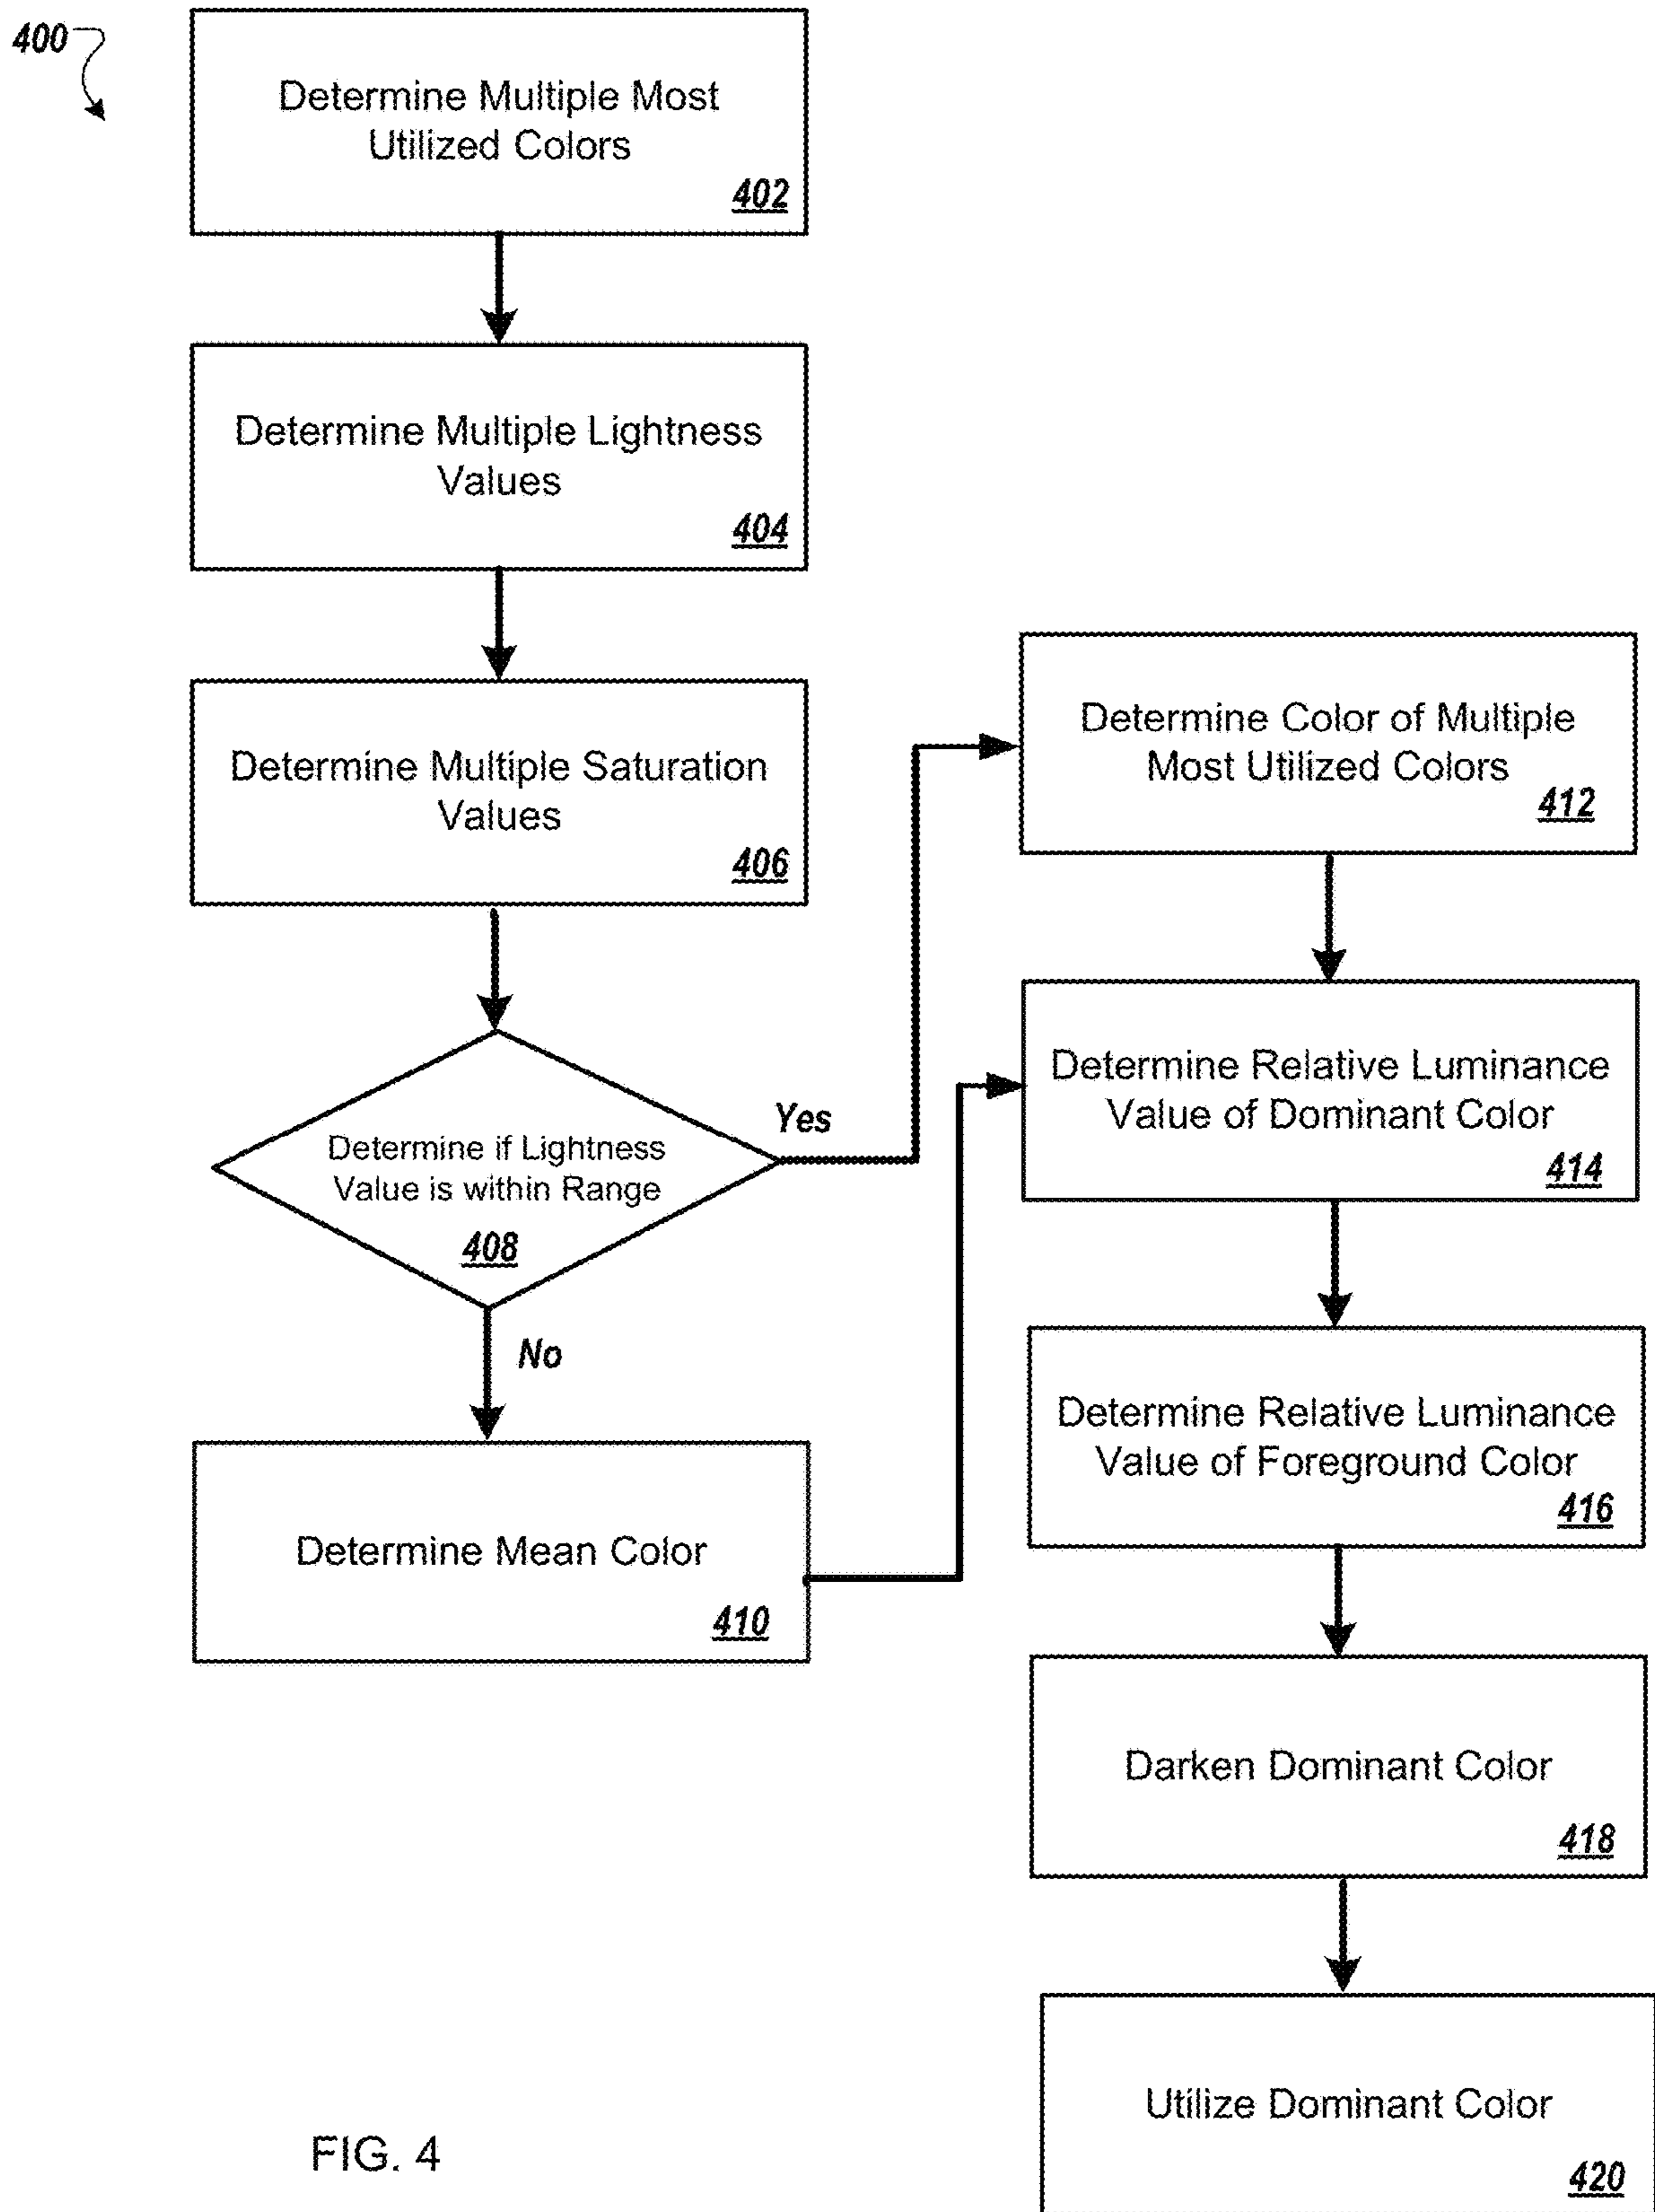 400
Determine Multiple Most
Utilized Colors
402
Determine Multiple Lightness
Values
404
Determine Multiple Saturation
Values
406
Determine if Lightness
Value is within Range
408
Yes
No
Determine Mean Color
410
Determine Color of Multiple
Most Utilized Colors
412
Determine Relative Luminance
Value of Dominant Color
414
Determine Relative Luminance
Value of Foreground Color
416
Darken Dominant Color
418
Utilize Dominant Color
420
FIG. 4